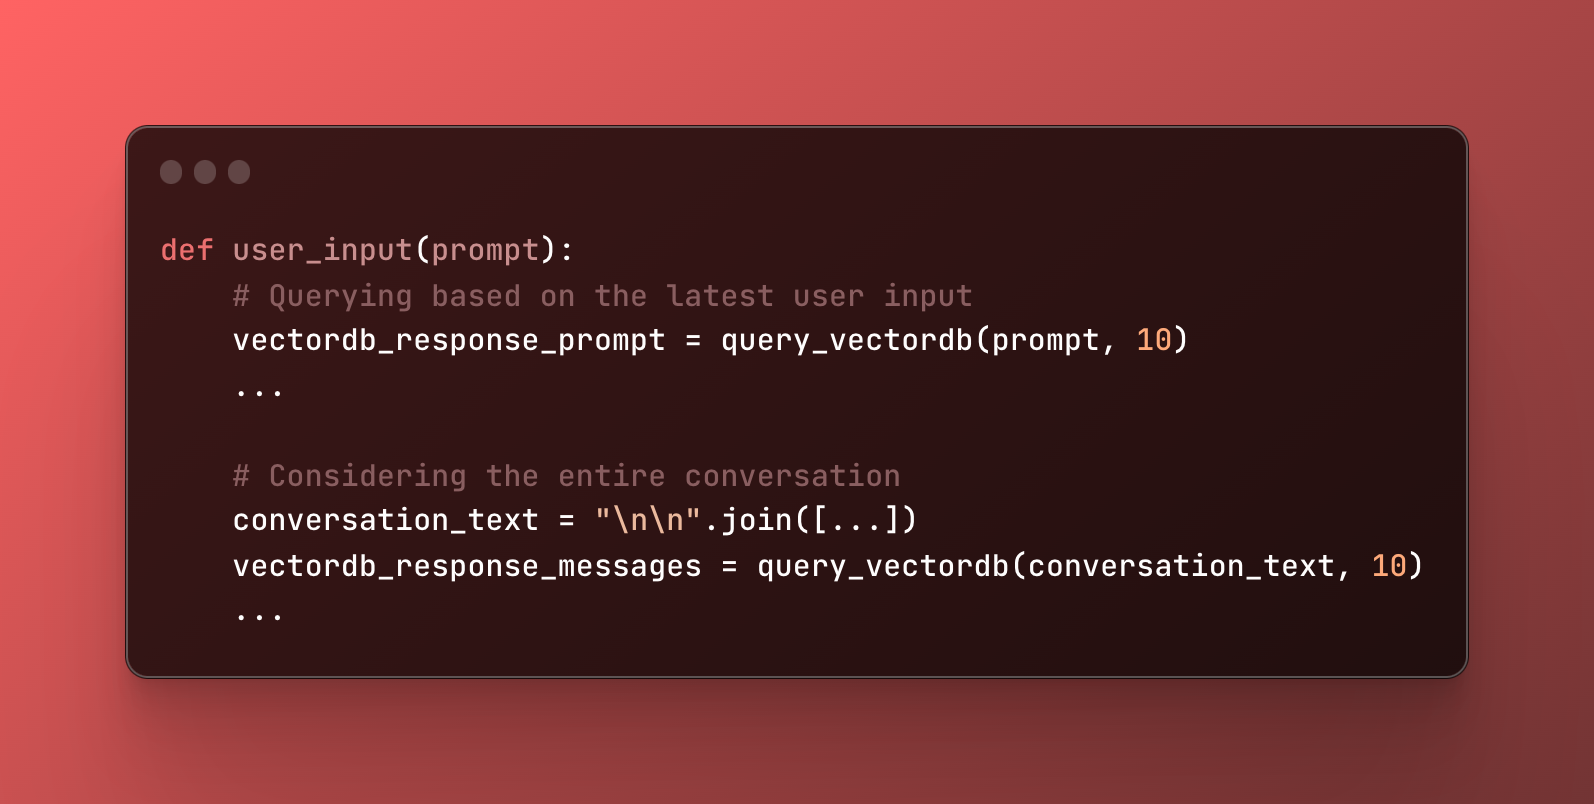 def user_input(prompt):
    # Querying based on the latest user input
    vectordb_response_prompt = query_vectordb(prompt, 10)
    ...

    # Considering the entire conversation
    conversation_text = "\n\n".join([...])
    vectordb_response_messages = query_vectordb(conversation_text, 10)
    ...